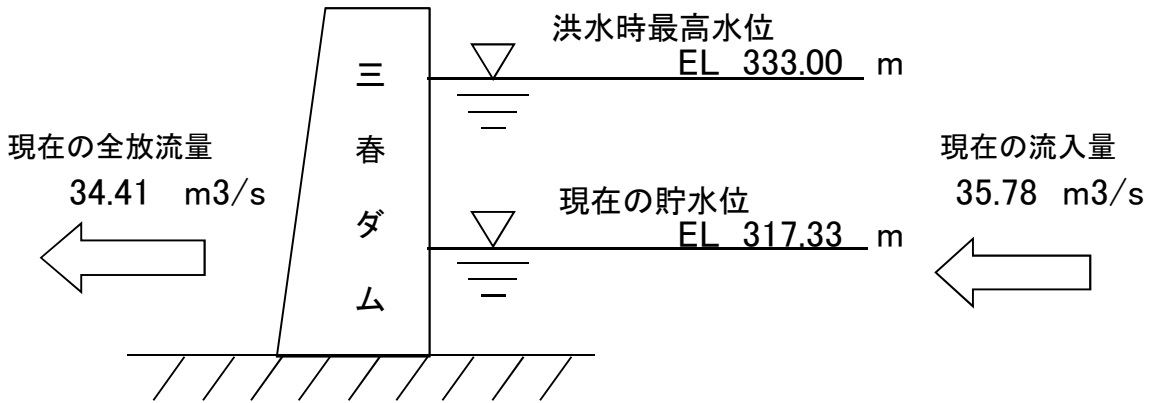 洪水時最高水位
EL 333.00 m
三春ダム
現在の全放流量
34.41 m3/s
現在の貯水位
EL 317.33 m
現在の流入量
35.78 m3/s